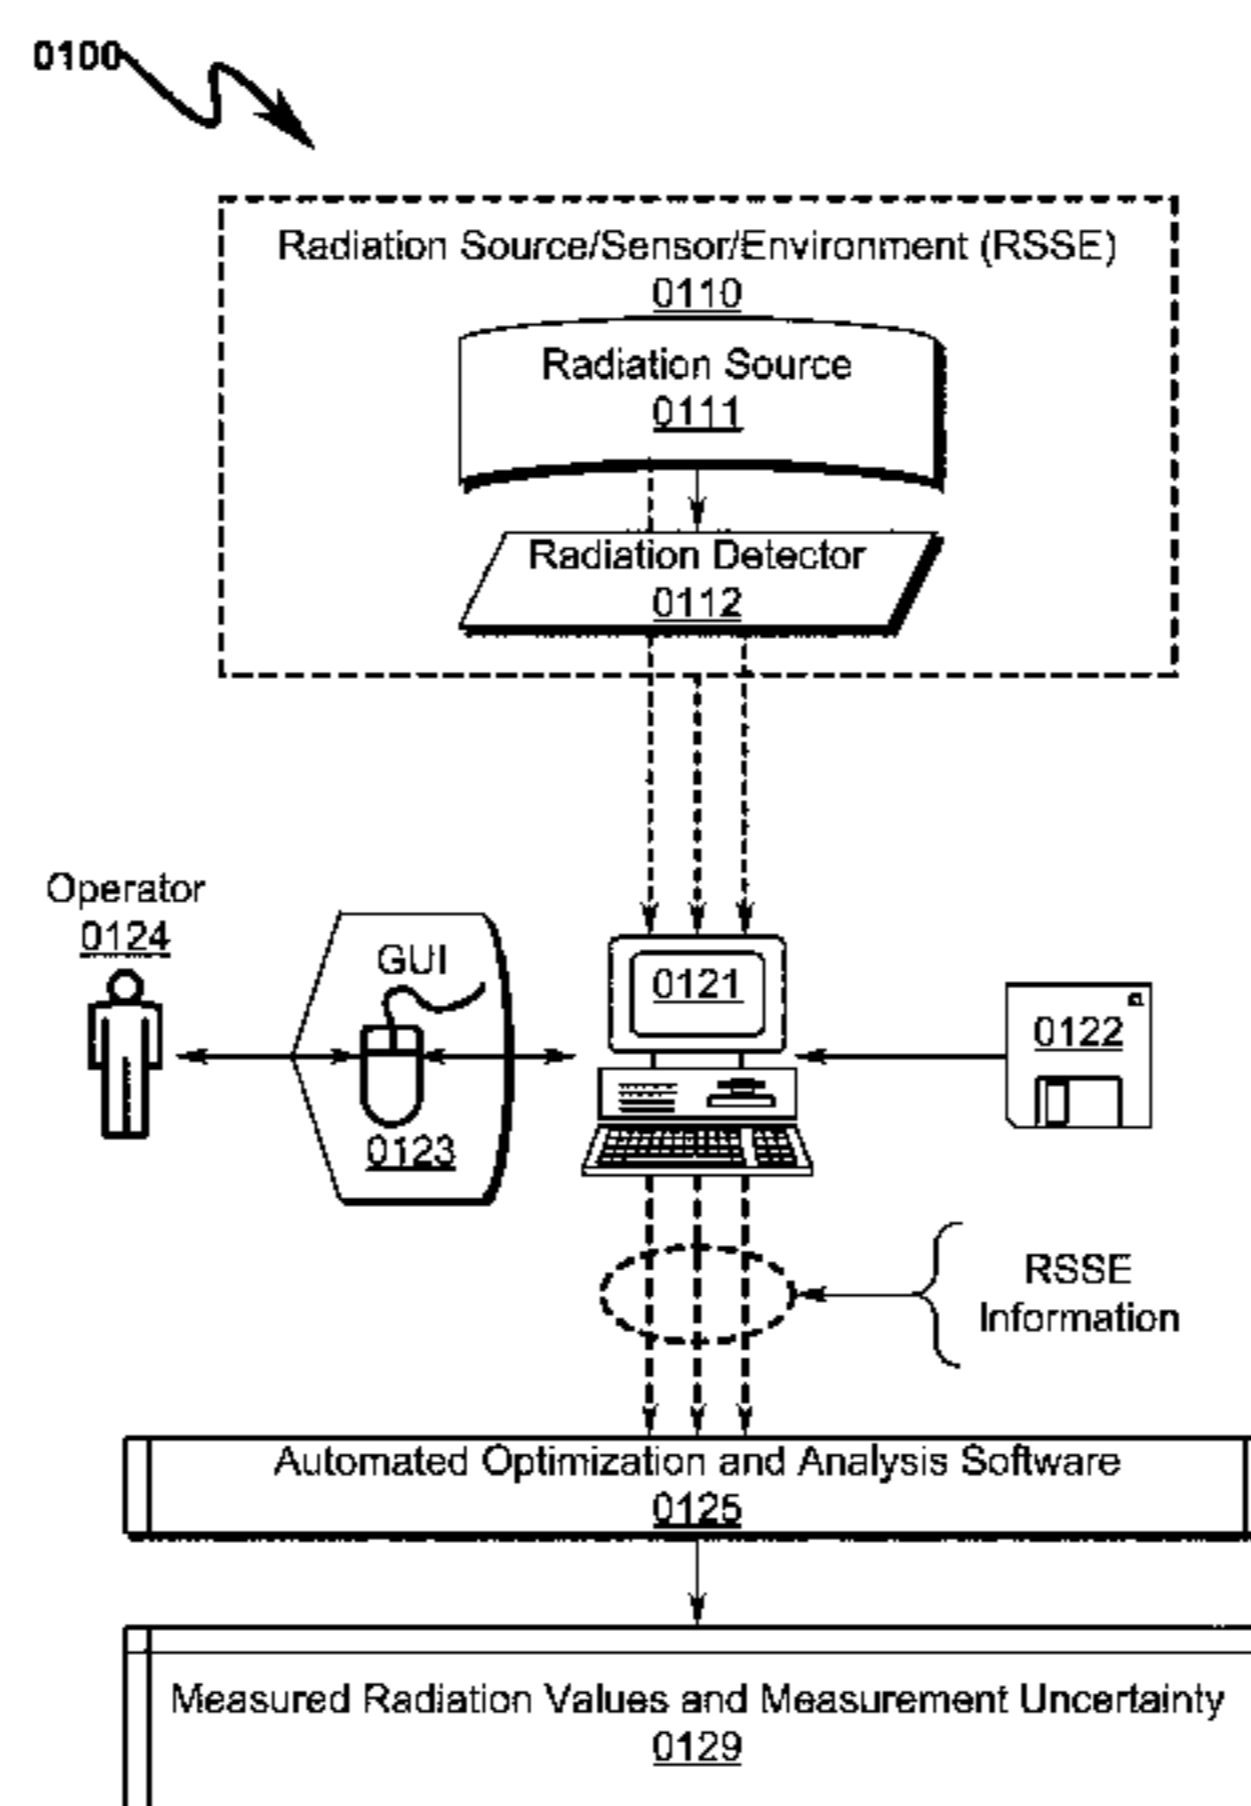 0100
Radiation Source/Sensor/Environment (RSSE)
0110
Radiation Source
0111
Radiation Detector
0112
Operator
0124
GUI
0123
0121
0122
RSSE
Information
Automated Optimization and Analysis Software
0125
Measured Radiation Values and Measurement Uncertainty
0129